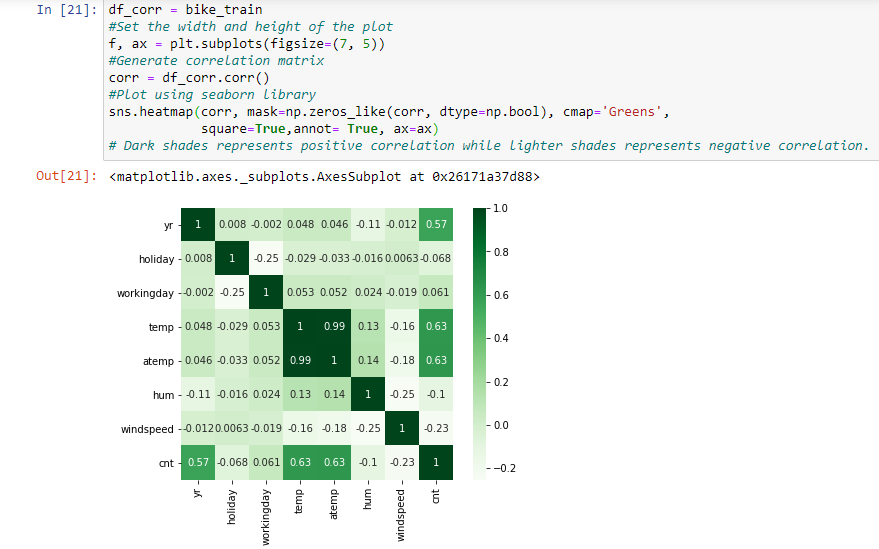 In [21]: df_corr = bike_train
#Set the width and height of the plot
f, ax = plt.subplots(figsize=(7, 5))
#Generate correlation matrix
corr = df_corr.corr()
#Plot using seaborn library
sns.heatmap(corr, mask=np.zeros_like(corr, dtype=np.bool), cmap='Greens',
square=True,annot= True, ax=ax)
# Dark shades represents positive correlation while lighter shades represents negative correlation.
Out[21]: <matplotlib.axes._subplots.AxesSubplot at 0x26171a37d88>
yr 1 0.008 -0.002 0.048 0.046 -0.11 -0.012 0.57
holiday 0.008 1 -0.25 -0.029 -0.033 -0.016 0.0063 -0.068
workingday -0.002 -0.25 1 0.053 0.052 0.024 -0.019 0.061
temp 0.048 -0.029 0.053 1 0.99 0.13 -0.16 0.63
atemp 0.046 -0.033 0.052 0.99 1 0.14 -0.18 0.63
hum -0.11 -0.016 0.024 0.13 0.14 1 -0.25 -0.1
windspeed -0.012 0.0063 -0.019 -0.16 -0.18 -0.25 1 -0.23
cnt 0.57 -0.068 0.061 0.63 0.63 -0.1 -0.23 1
yr holiday workingday temp atemp hum windspeed cnt
1.0
0.8
0.6
0.4
0.2
0.0
-0.2